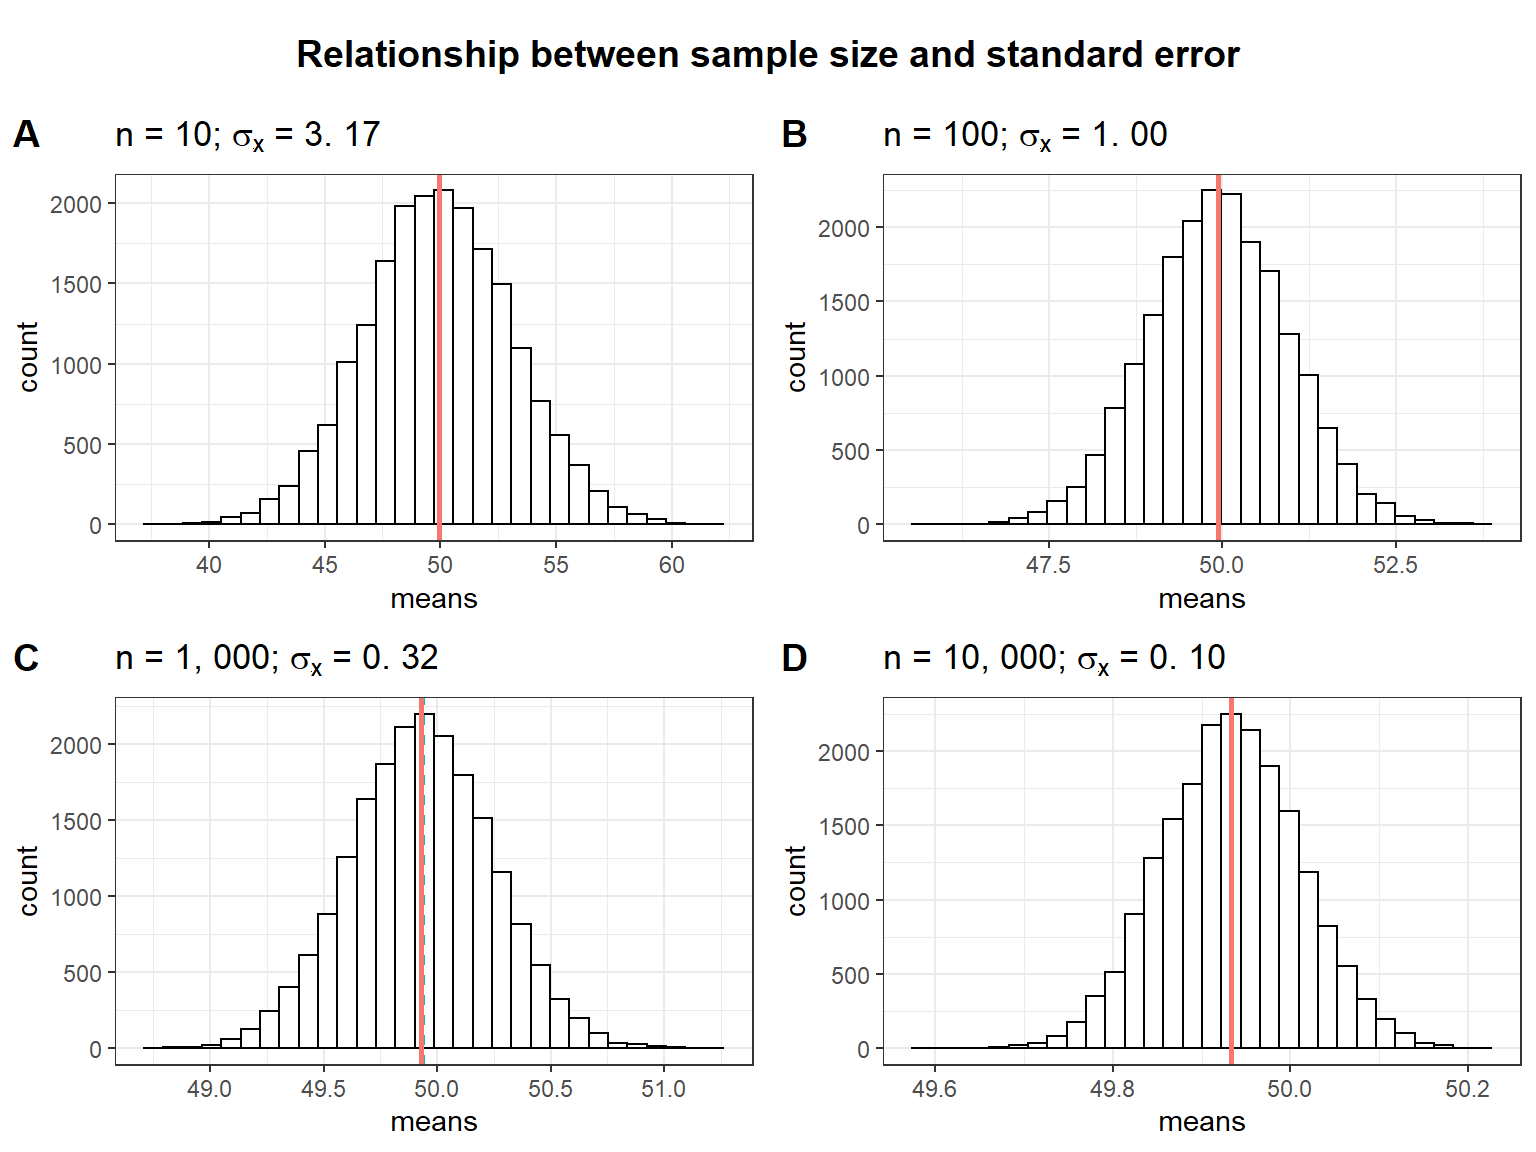 Relationship between sample size and standard error
A
n = 10; σx = 3. 17
2000
1500
1000
500
0
count
40 45 50 55 60
means
B
n = 100; σx = 1. 00
2000
1500
1000
500
0
count
47.5 50.0 52.5
means
C
n = 1, 000; σx = 0. 32
2000
1500
1000
500
0
count
49.0 49.5 50.0 50.5 51.0
means
D
n = 10, 000; σx = 0. 10
2000
1500
1000
500
0
count
49.6 49.8 50.0 50.2
means